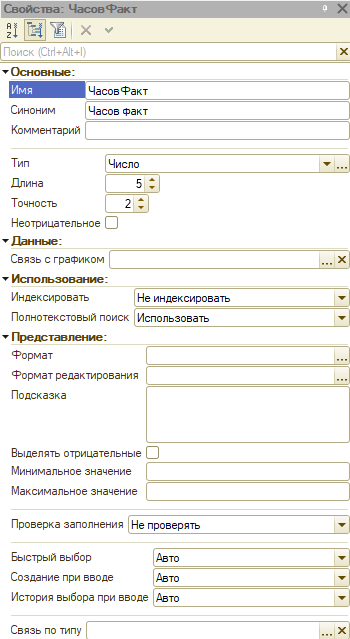 Свойства: ЧасовФакт
Поиск (Ctrl+Alt+I)
Основные:
Имя ЧасовФакт
Синоним Часов факт
Комментарий
Тип Число
Длина 5
Точность 2
Неотрицательное
Данные:
Связь с графиком
Использование:
Индексировать Не индексировать
Полнотекстовый поиск Использовать
Представление:
Формат
Формат редактирования
Подсказка
Выделять отрицательные
Минимальное значение
Максимальное значение
Проверка заполнения Не проверять
Быстрый выбор Авто
Создание при вводе Авто
История выбора при вводе Авто
Связь по типу